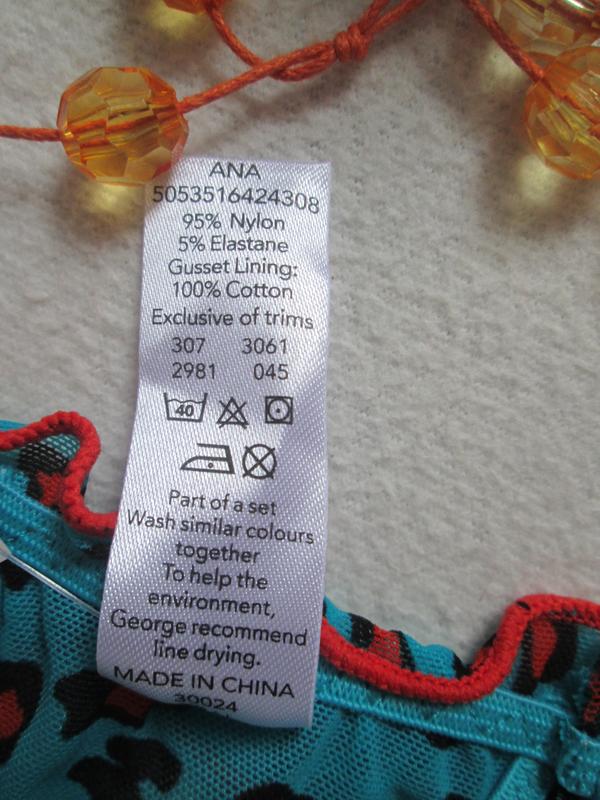 ANA
5053516424308
95% Nylon
5% Elastane
Gusset Lining:
100% Cotton
Exclusive of trims
307 3061
2981 045
40
Part of a set
Wash similar colours
together
To help the
environment,
George recommend
line drying.
MADE IN CHINA
30024